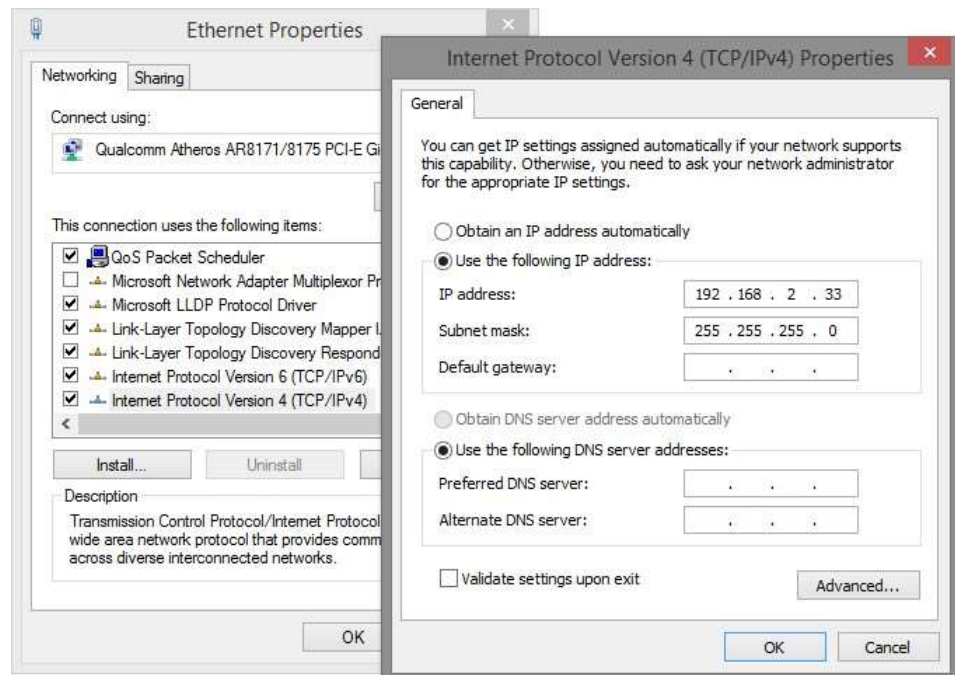 Ethernet Properties
Networking
Sharing
Connect using:
Qualcomm Atheros AR8171/8175 PCI-E Gi
This connection uses the following items:
QoS Packet Scheduler
Microsoft Network Adapter Multiplexor Pr
Microsoft LLDP Protocol Driver
Link-Layer Topology Discovery Mapper I
Link-Layer Topology Discovery Respond
Internet Protocol Version 6 (TCP/IPv6)
Internet Protocol Version 4 (TCP/IPv4)
Install...
Uninstall
Description
Transmission Control Protocol/Internet Protocol
wide area network protocol that provides comm
across diverse interconnected networks.
OK
Internet Protocol Version 4 (TCP/IPv4) Properties
General
You can get IP settings assigned automatically if your network supports
this capability. Otherwise, you need to ask your network administrator
for the appropriate IP settings.
Obtain an IP address automatically
Use the following IP address:
IP address: 192 . 168 . 2 . 33
Subnet mask: 255 . 255 . 255 . 0
Default gateway: . . .
Obtain DNS server address automatically
Use the following DNS server addresses:
Preferred DNS server: . . .
Alternate DNS server: . . .
Validate settings upon exit
Advanced...
OK
Cancel